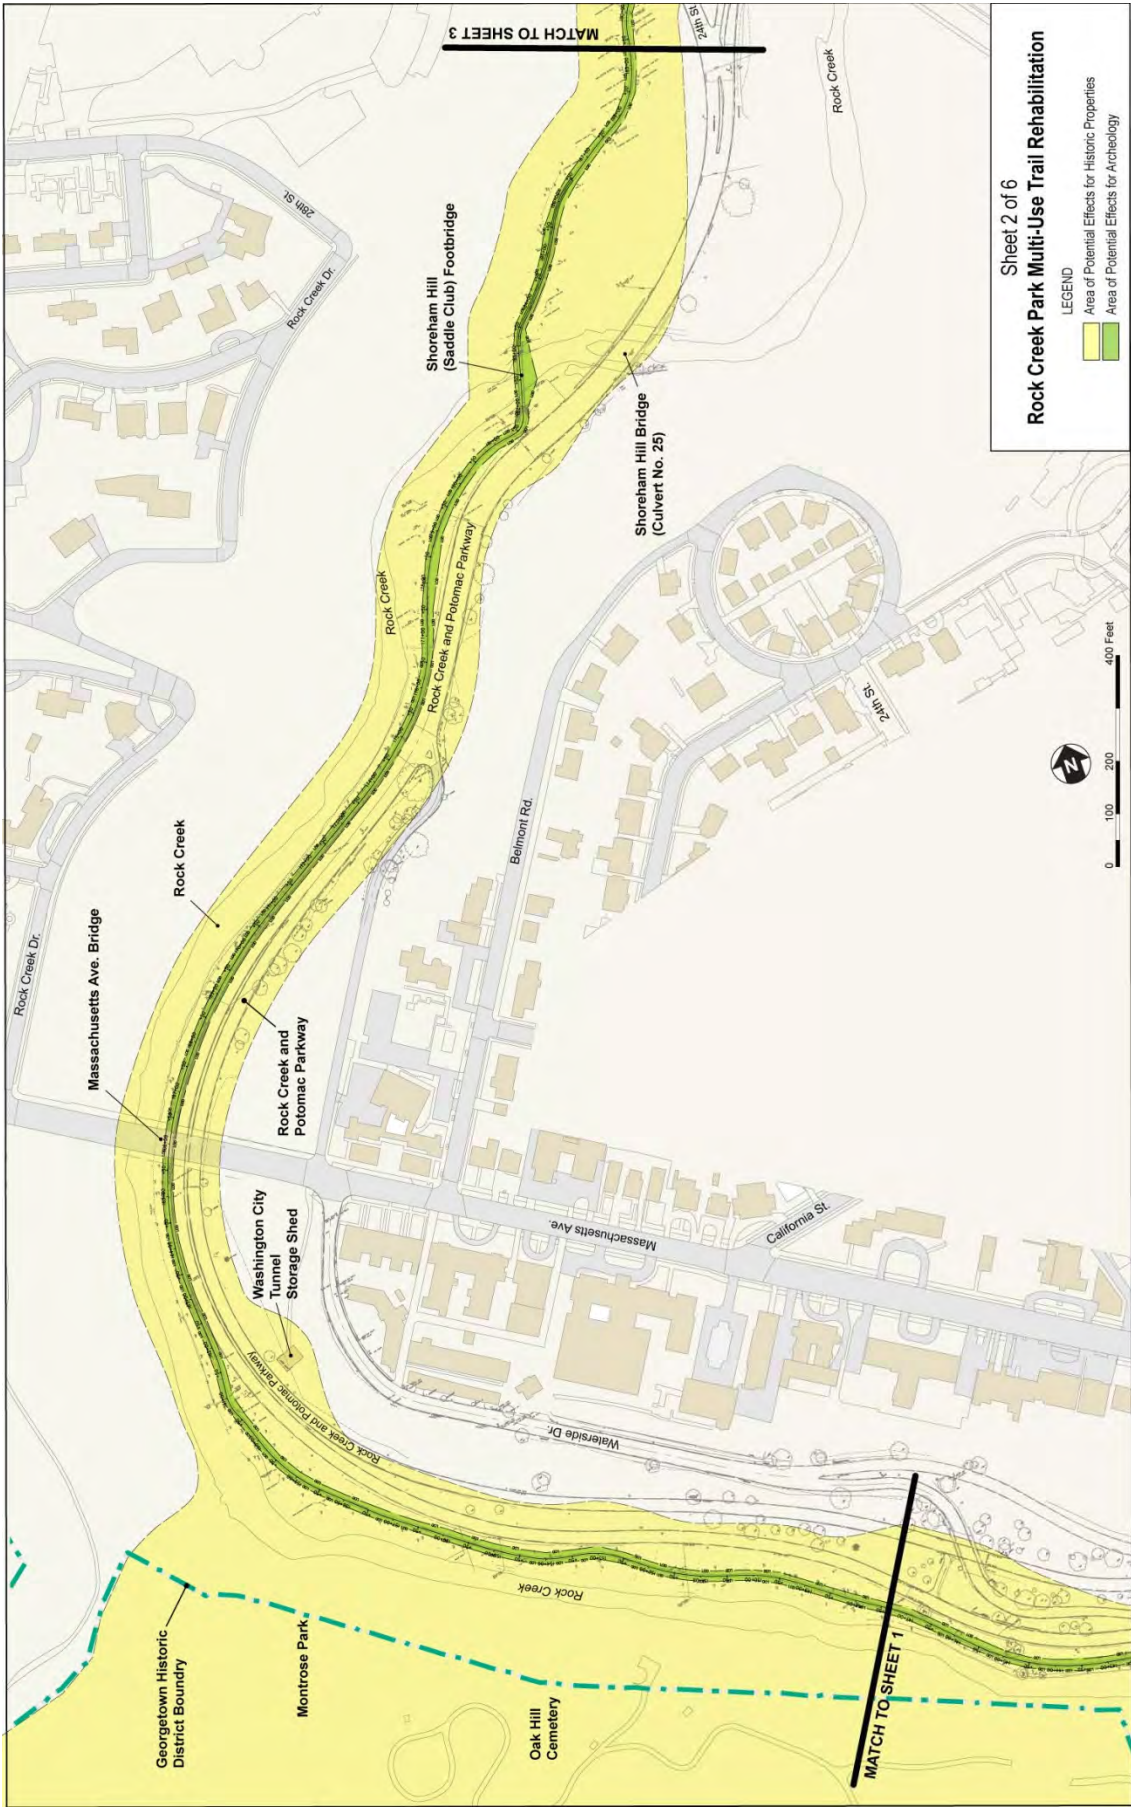 MATCH TO SHEET 3
24th St.
Rock Creek
28th St.
Rock Creek Dr.
Shoreham Hill
(Saddle Club) Footbridge
Shoreham Hill Bridge
(Culvert No. 25)
Rock Creek
Rock Creek and Potomac Parkway
Rock Creek
Massachusetts Ave. Bridge
Rock Creek Dr.
Rock Creek and
Potomac Parkway
Belmont Rd.
24th St.
Washington City
Tunnel
Storage Shed
Massachusetts Ave.
California St.
Rock Creek and Potomac Parkway
Waterside Dr.
Rock Creek
Georgetown Historic
District Boundry
Montrose Park
Oak Hill
Cemetery
MATCH TO SHEET 1
N
0 100 200 400 Feet
Sheet 2 of 6
Rock Creek Park Multi-Use Trail Rehabilitation
LEGEND
Area of Potential Effects for Historic Properties
Area of Potential Effects for Archeology